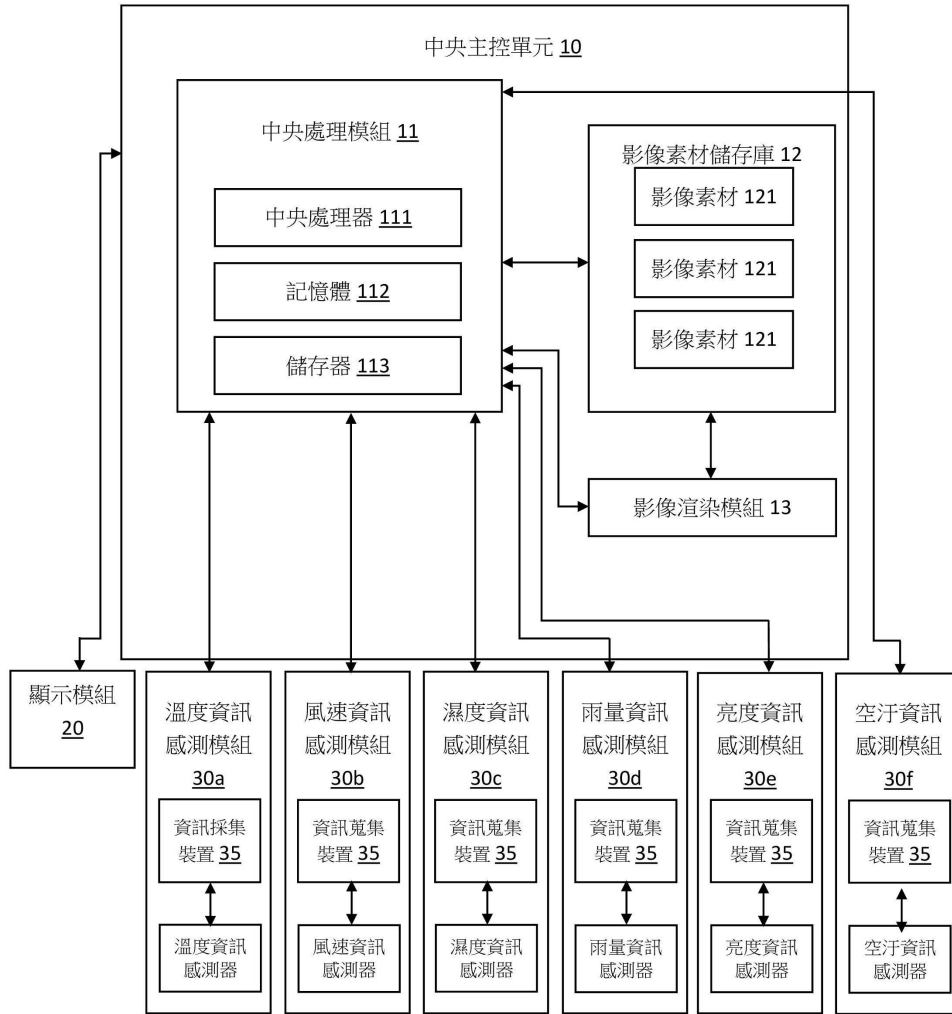 中央主控單元 10
中央處理模組 11
中央處理器 111
記憶體 112
儲存器 113
影像素材儲存庫 12
影像素材 121
影像素材 121
影像素材 121
影像渲染模組 13
顯示模組
20
溫度資訊
感測模組
30a
資訊採集
裝置 35
溫度資訊
感測器
風速資訊
感測模組
30b
資訊蒐集
裝置 35
風速資訊
感測器
濕度資訊
感測模組
30c
資訊蒐集
裝置 35
濕度資訊
感測器
雨量資訊
感測模組
30d
資訊蒐集
裝置 35
雨量資訊
感測器
亮度資訊
感測模組
30e
資訊蒐集
裝置 35
亮度資訊
感測器
空汙資訊
感測模組
30f
資訊蒐集
裝置 35
空汙資訊
感測器